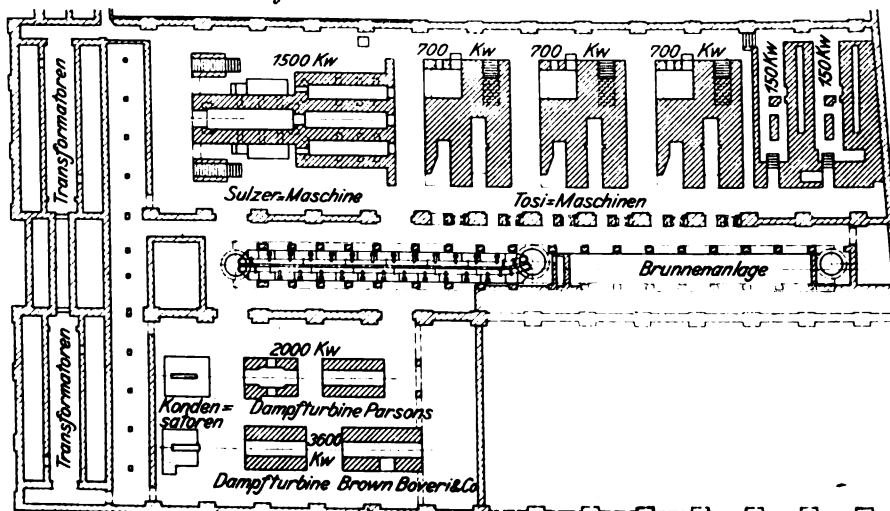 1500 Kw
700 Kw
700 Kw
700 Kw
150 Kw
150 Kw
Transformatoren
Sulzer=Maschine
Tosi=Maschinen
Brunnenanlage
2000 Kw
Konden=
satoren
Dampfturbine Parsons
Transformatoren
3600
Kw
Dampfturbine Brown Boveri & Co